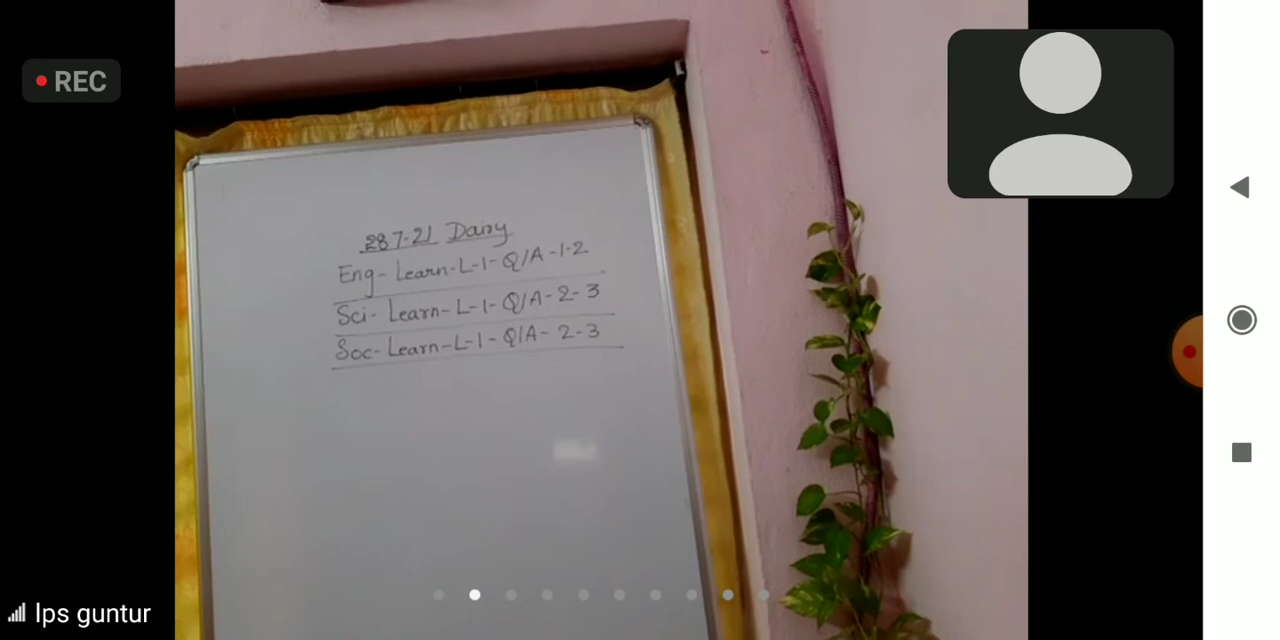 REC
28 7-21 Dairy
Eng- Learn-L-1- Q/A -1-2
Sci- Learn- L-1- Q/A- 2- 3
Soc- Learn-L-1- Q/A- 2-3
lps guntur